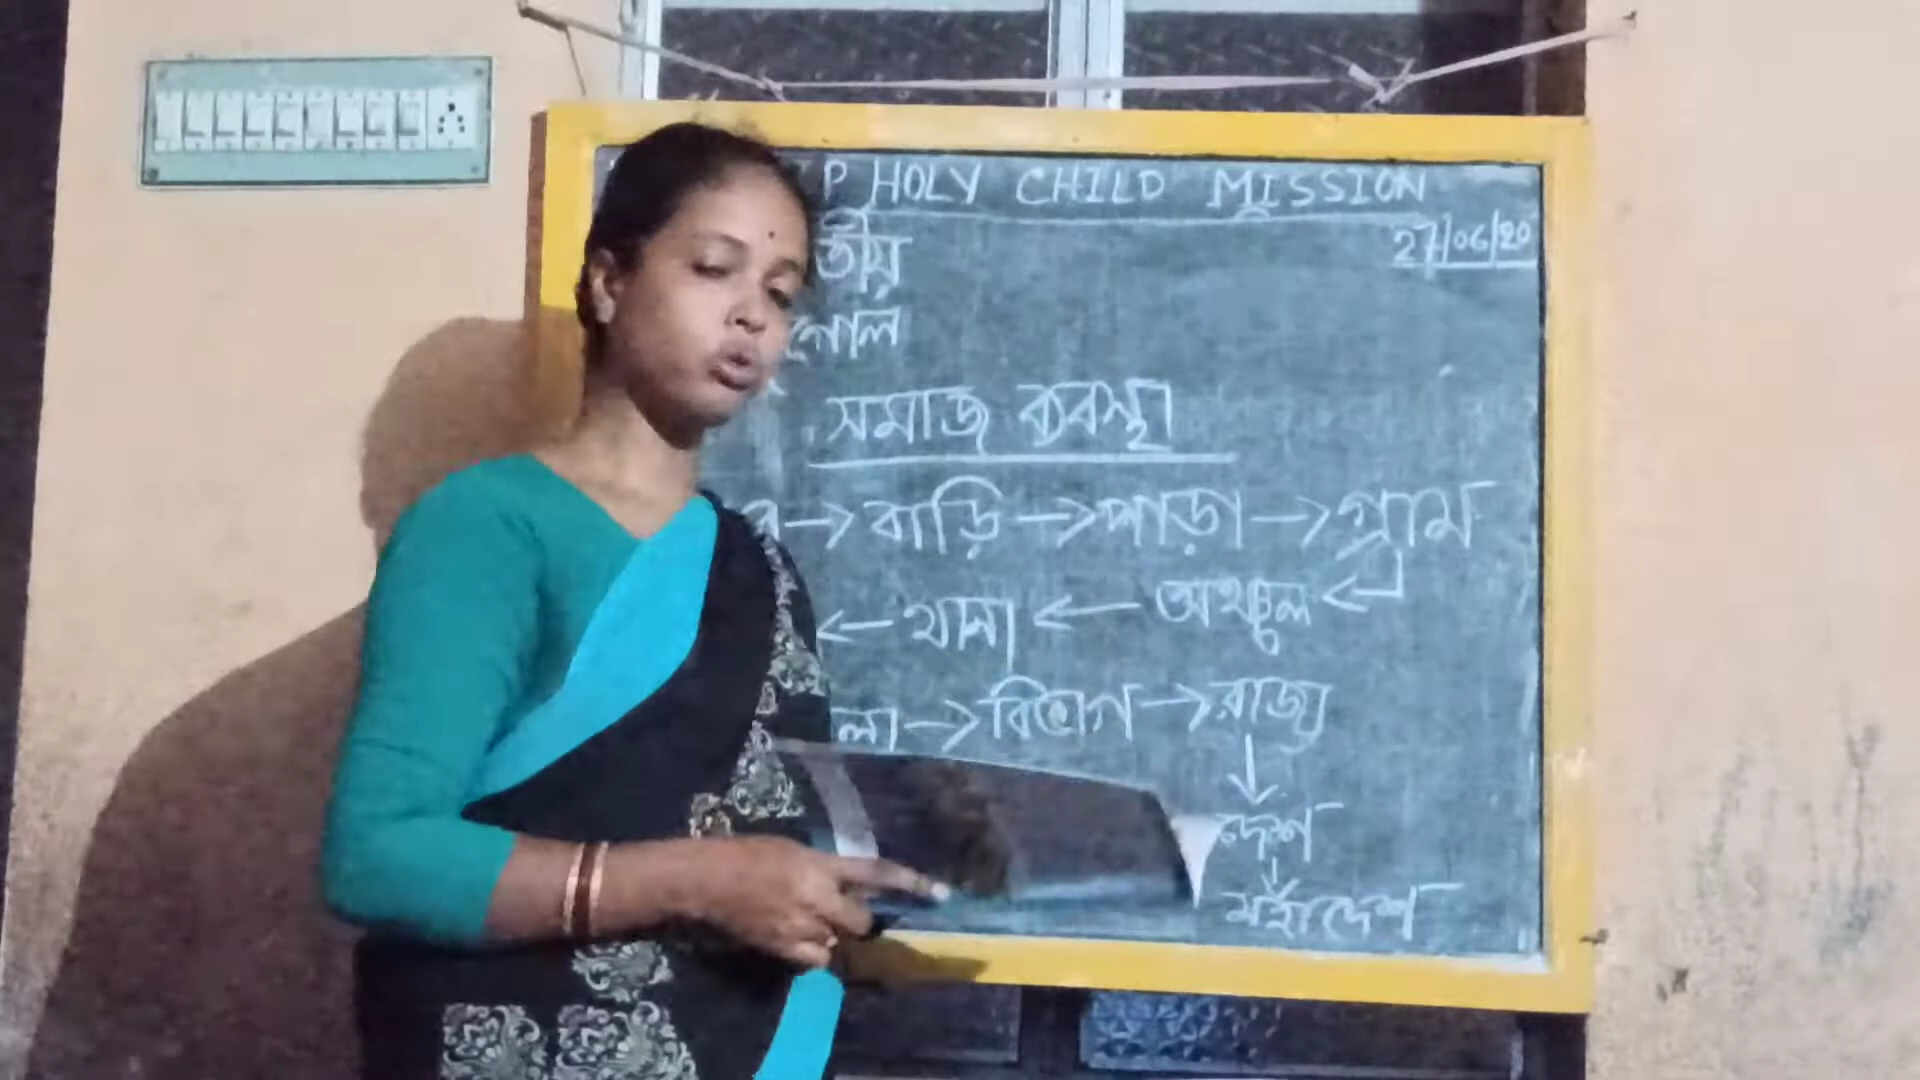 P HOLY CHILD MISSION
27/06/20
সমাজ ব্যবস্থা
→ বাড়ি → পাড়া → গ্রাম
← থানা ← অঞ্চল ↵
→ বিভাগ → রাজ্য
↓
দেশ
↓
মহাদেশ